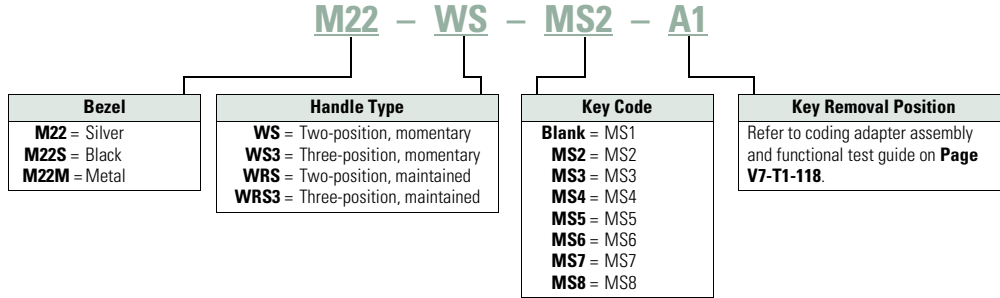 M22 – WS – MS2 – A1
Bezel
M22 = Silver
M22S = Black
M22M = Metal
Handle Type
WS = Two-position, momentary
WS3 = Three-position, momentary
WRS = Two-position, maintained
WRS3 = Three-position, maintained
Key Code
Blank = MS1
MS2 = MS2
MS3 = MS3
MS4 = MS4
MS5 = MS5
MS6 = MS6
MS7 = MS7
MS8 = MS8
Key Removal Position
Refer to coding adapter assembly
and functional test guide on Page
V7-T1-118.